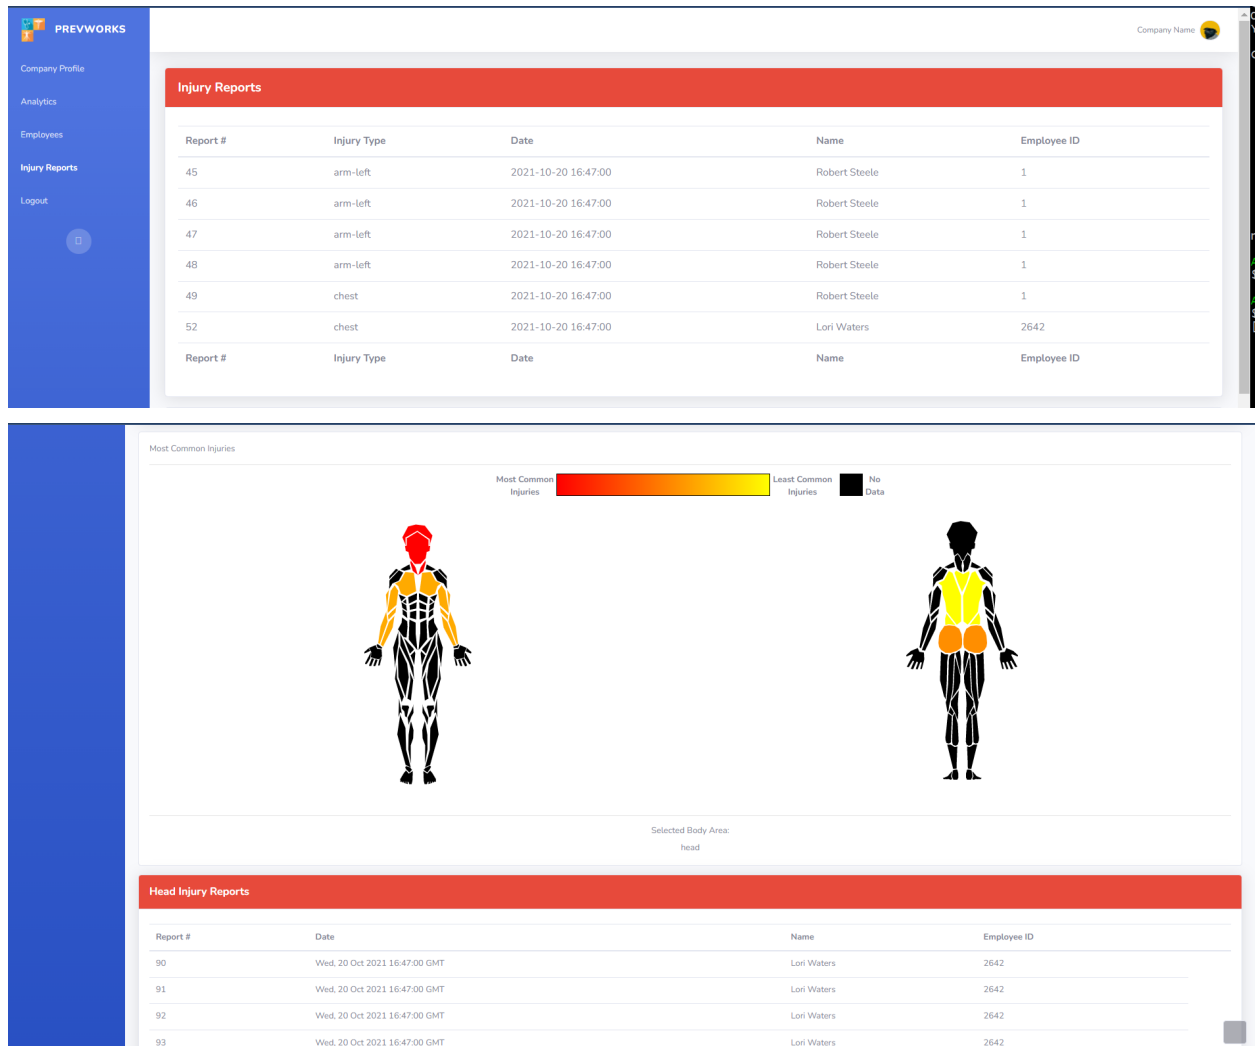 PREVWORKS
Company Name
Company Profile
Analytics
Employees
Injury Reports
Logout
Injury Reports
Report # Injury Type Date Name Employee ID
45 arm-left 2021-10-20 16:47:00 Robert Steele 1
46 arm-left 2021-10-20 16:47:00 Robert Steele 1
47 arm-left 2021-10-20 16:47:00 Robert Steele 1
48 arm-left 2021-10-20 16:47:00 Robert Steele 1
49 chest 2021-10-20 16:47:00 Robert Steele 1
52 chest 2021-10-20 16:47:00 Lori Waters 2642
Report # Injury Type Date Name Employee ID
Most Common Injuries
Most Common
Injuries
Least Common
Injuries
No
Data
Selected Body Area:
head
Head Injury Reports
Report # Date Name Employee ID
90 Wed, 20 Oct 2021 16:47:00 GMT Lori Waters 2642
91 Wed, 20 Oct 2021 16:47:00 GMT Lori Waters 2642
92 Wed, 20 Oct 2021 16:47:00 GMT Lori Waters 2642
93 Wed, 20 Oct 2021 16:47:00 GMT Lori Waters 2642